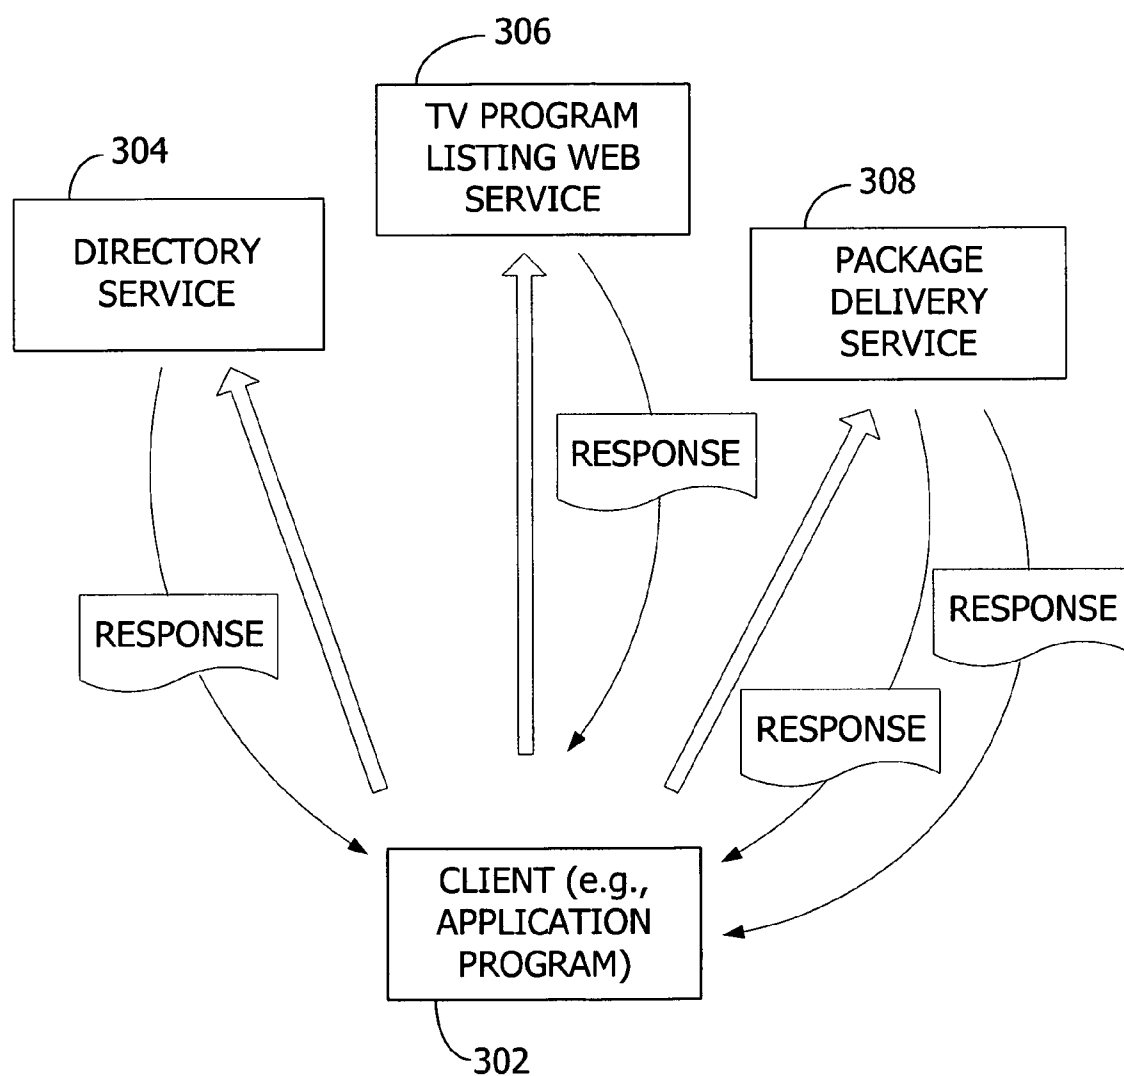 306
TV PROGRAM
LISTING WEB
SERVICE
304
DIRECTORY
SERVICE
308
PACKAGE
DELIVERY
SERVICE
RESPONSE
RESPONSE
RESPONSE
RESPONSE
CLIENT (e.g.,
APPLICATION
PROGRAM)
302